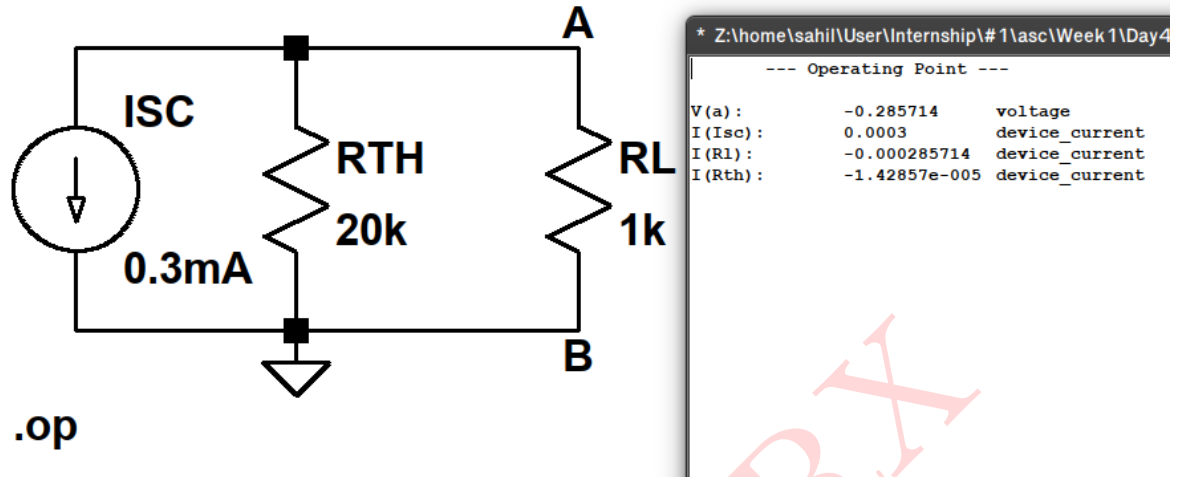 A
ISC
RTH
RL
20k
1k
0.3mA
B
.op
* Z:\home\sahil\User\Internship\#1\asc\Week1\Day4
--- Operating Point ---
V(a): -0.285714 voltage
I(Isc): 0.0003 device_current
I(Rl): -0.000285714 device_current
I(Rth): -1.42857e-005 device_current